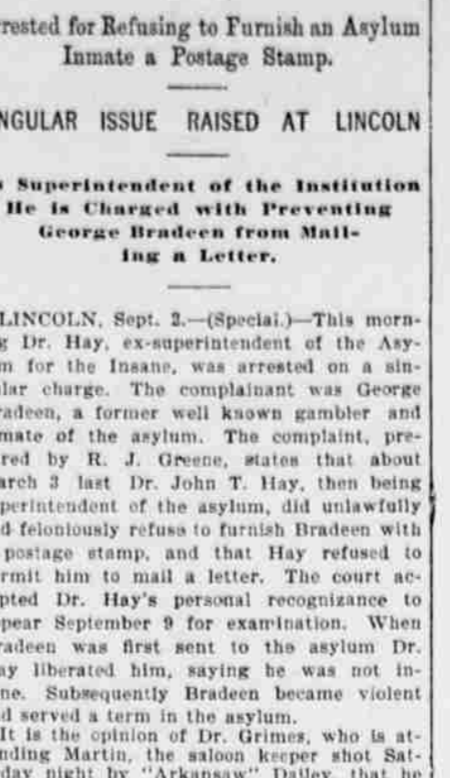 rested for Refusing to Furnish an Asylum
Inmate a Postage Stamp.
NGULAR ISSUE RAISED AT LINCOLN
Superintendent of the Institution
He is Charged with Preventing
George Bradeen from Mail-
ing a Letter.
LINCOLN, Sept. 2.—(Special.)—This morn-
g Dr. Hay, ex-superintendent of the Asy-
m for the Insane, was arrested on a sin-
lar charge. The complainant was George
radeen, a former well known gambler and
mate of the asylum. The complaint, pre-
red by R. J. Greene, states that about
arch 3 last Dr. John T. Hay, then being
perintendent of the asylum, did unlawfully
d feloniously refuse to furnish Bradeen with
postage stamp, and that Hay refused to
rmit him to mail a letter. The court ac-
pted Dr. Hay's personal recognizance to
pear September 9 for examination. When
radeen was first sent to the asylum Dr.
ay liberated him, saying he was not in-
ne. Subsequently Bradeen became violent
d served a term in the asylum.
It is the opinion of Dr. Grimes, who is at-
nding Martin, the saloon keeper shot Sat-
day night by "Arkansaw" Dailey, that he